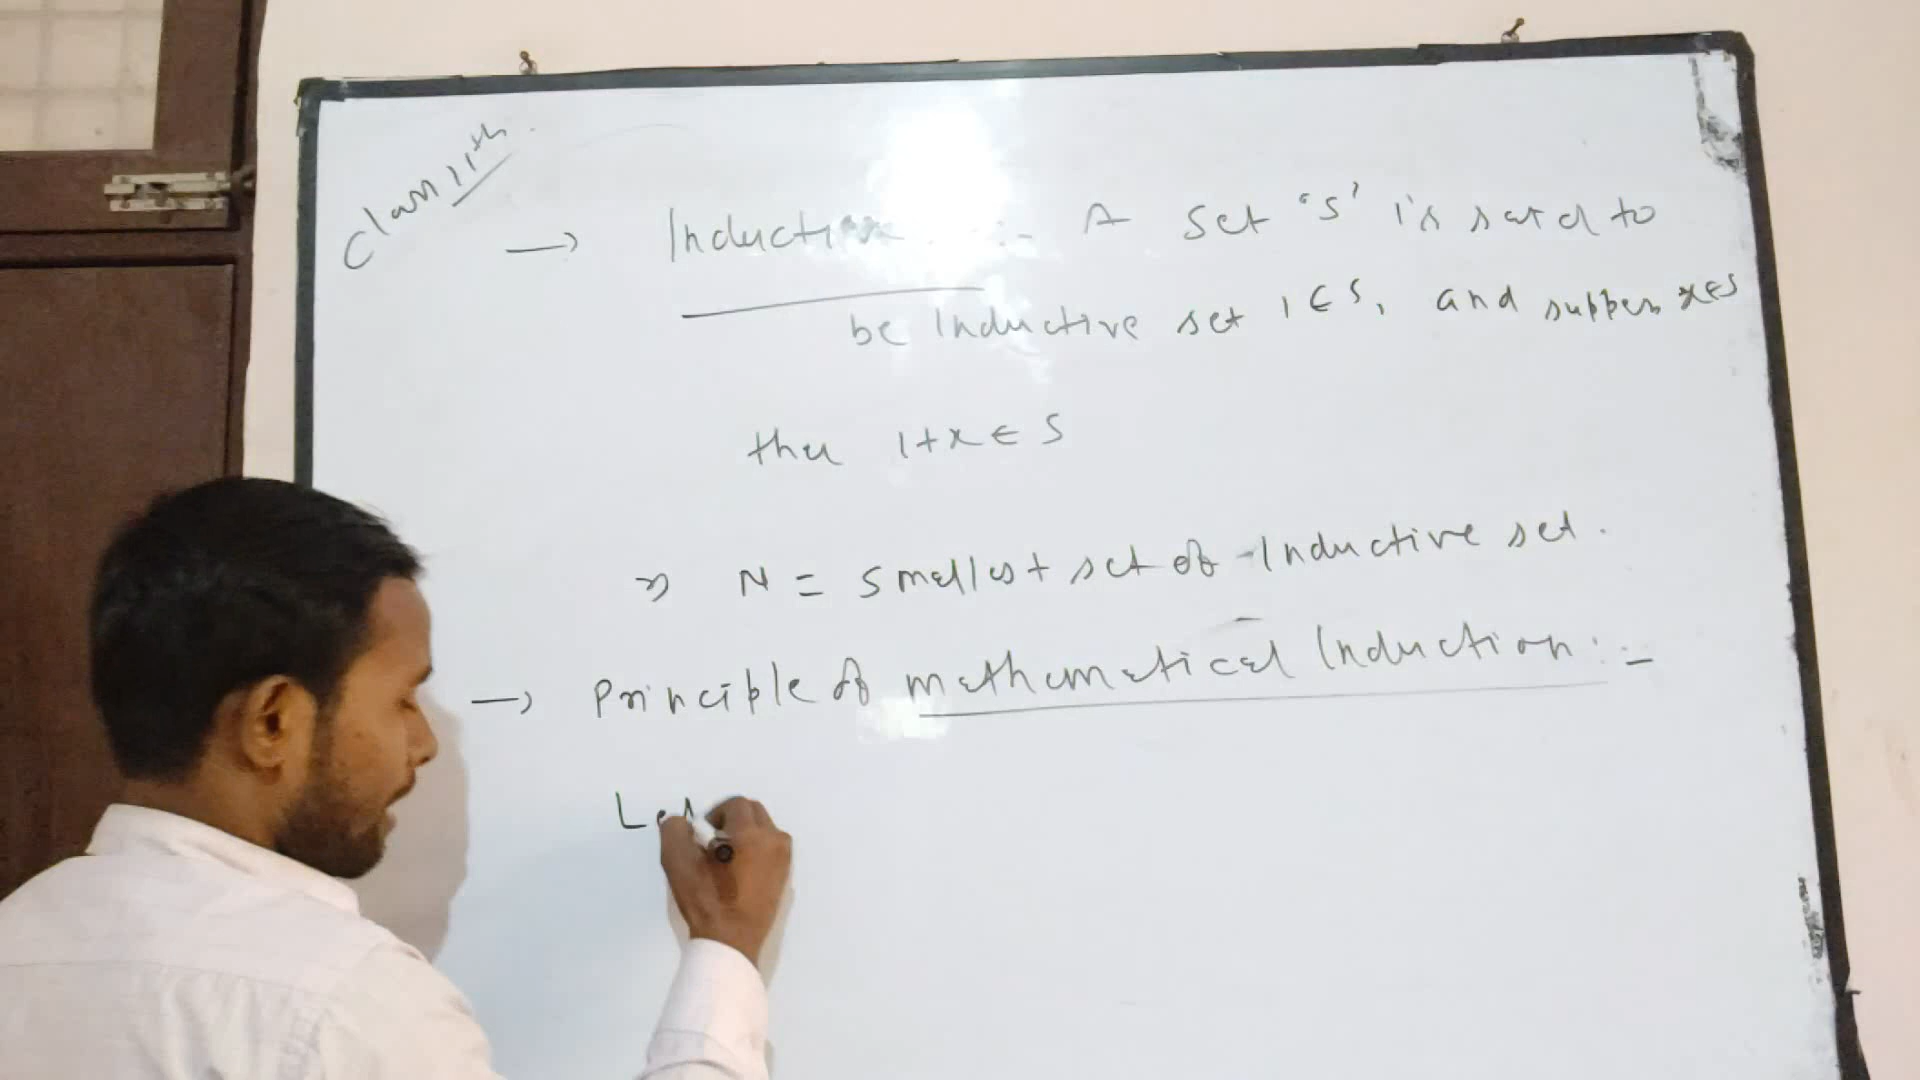 Class 11th
→ Inductive :- A set 's' is said to
be Inductive set 1 ∈ S, and suppos x∈S
then 1+x ∈ S
N = smallest set of Inductive set.
→ Principle of mathematical Induction :-
Let